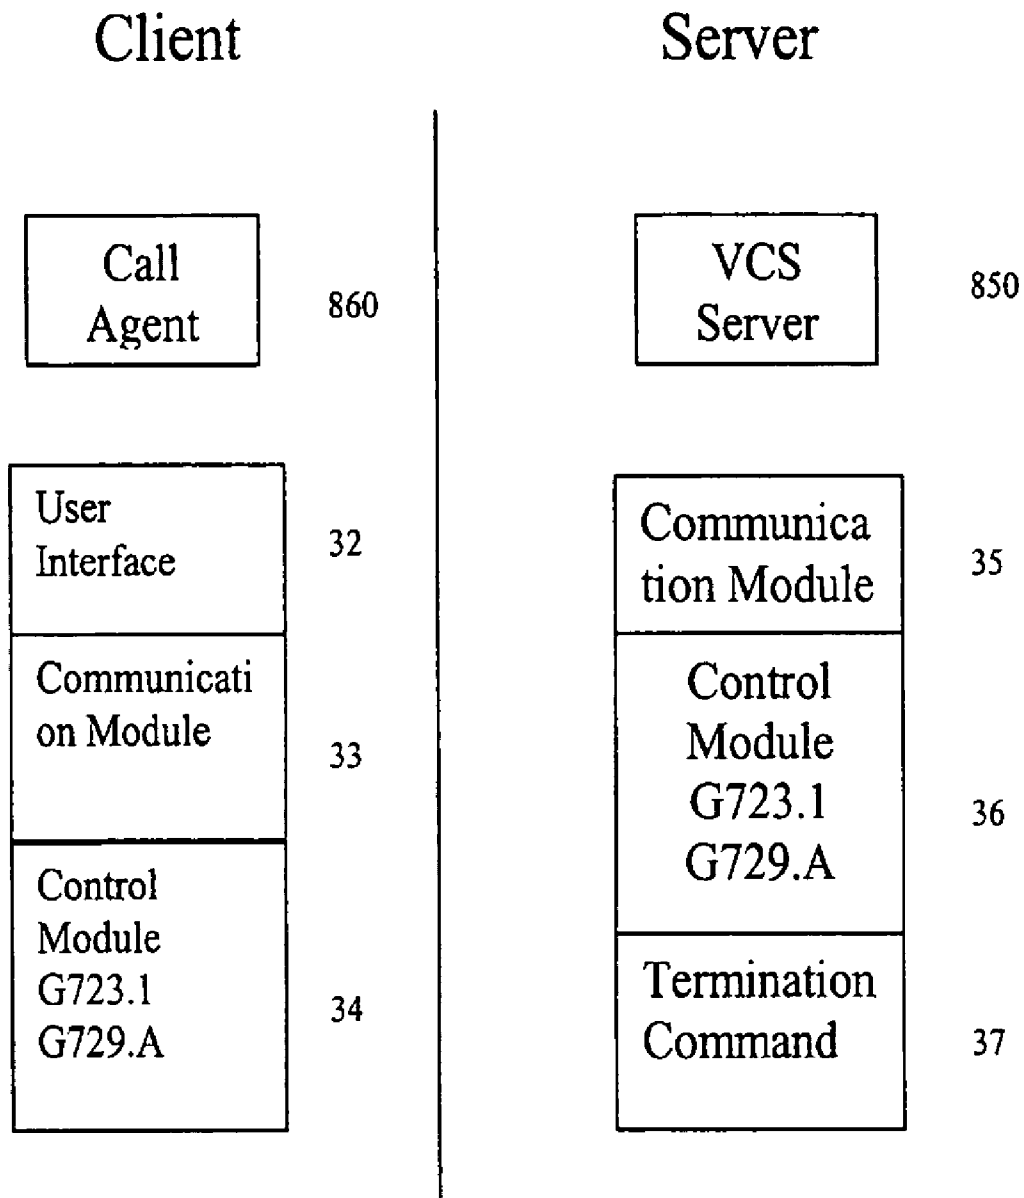 Client
Call
Agent
860
User
Interface
32
Communicati
on Module
33
Control
Module
G723.1
G729.A
34
Server
VCS
Server
850
Communica
tion Module
35
Control
Module
G723.1
G729.A
36
Termination
Command
37